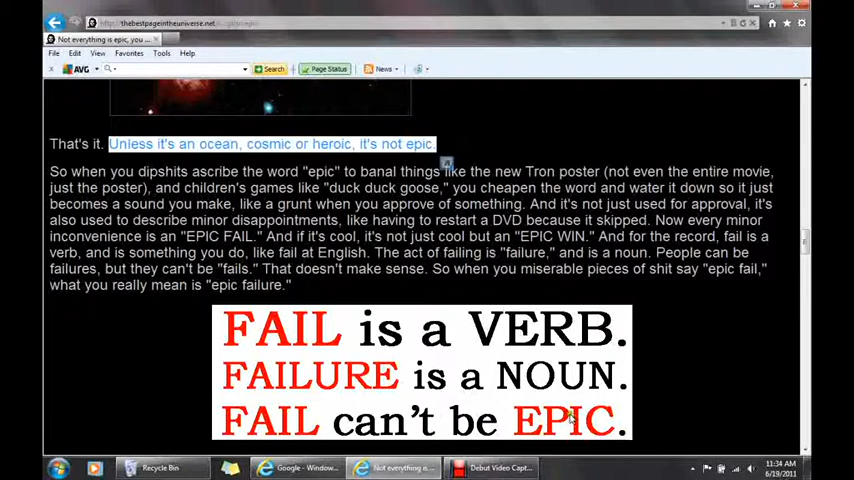 http://thebestpageintheuniverse.net
Not everything is epic, you ...
File Edit View Favorites Tools Help
AVG Search Page Status News
That's it. Unless it's an ocean, cosmic or heroic, it's not epic.
So when you dipshits ascribe the word "epic" to banal things like the new Tron poster (not even the entire movie,
just the poster), and children's games like "duck duck goose," you cheapen the word and water it down so it just
becomes a sound you make, like a grunt when you approve of something. And it's not just used for approval, it's
also used to describe minor disappointments, like having to restart a DVD because it skipped. Now every minor
inconvenience is an "EPIC FAIL." And if it's cool, it's not just cool but an "EPIC WIN." And for the record, fail is a
verb, and is something you do, like fail at English. The act of failing is "failure," and is a noun. People can be
failures, but they can't be "fails." That doesn't make sense. So when you miserable pieces of shit say "epic fail,"
what you really mean is "epic failure."
FAIL is a VERB.
FAILURE is a NOUN.
FAIL can't be EPIC.
Recycle Bin Google - Window... Not everything is e... Debut Video Capt... 11:34 AM
6/19/2011